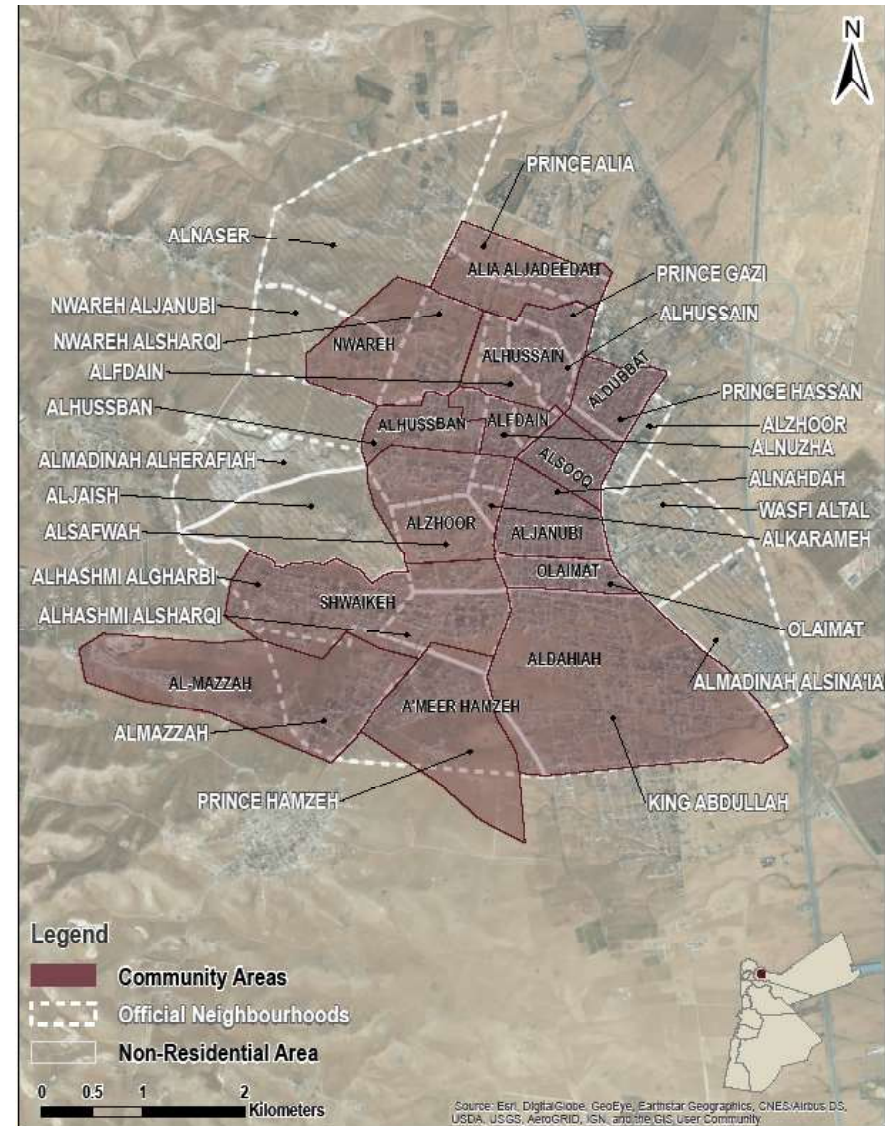 N
PRINCE ALIA
ALNASER
ALIA ALJADEEDAH
PRINCE GAZI
NWAREH ALJANUBI
ALHUSSAIN
NWAREH ALSHARQI
NWAREH
ALHUSSAIN
ALFDAIN
ALDUBBAT
PRINCE HASSAN
ALHUSSBAN
ALHUSSBAN
ALFDAIN
ALZHOOR
ALNUZHA
ALMADINAH ALHERAFIAH
ALSOOQ
ALNAHDAH
ALJAISH
WASFI ALTAL
ALSAFWAH
ALZHOOR
ALJANUBI
ALKARAMEH
ALHASHMI ALGHARBI
OLAIMAT
SHWAIKEH
ALHASHMI ALSHARQI
OLAIMAT
ALDAHIAH
AL-MAZZAH
ALMADINAH ALSINA'IA
A'MEER HAMZEH
ALMAZZAH
PRINCE HAMZEH
KING ABDULLAH
Legend
Community Areas
Official Neighbourhoods
Non-Residential Area
0 0.5 1 2
Kilometers
Source: Esri, DigitalGlobe, GeoEye, Earthstar Geographics, CNES/Airbus DS,
USDA, USGS, AeroGRID, IGN, and the GIS User Community